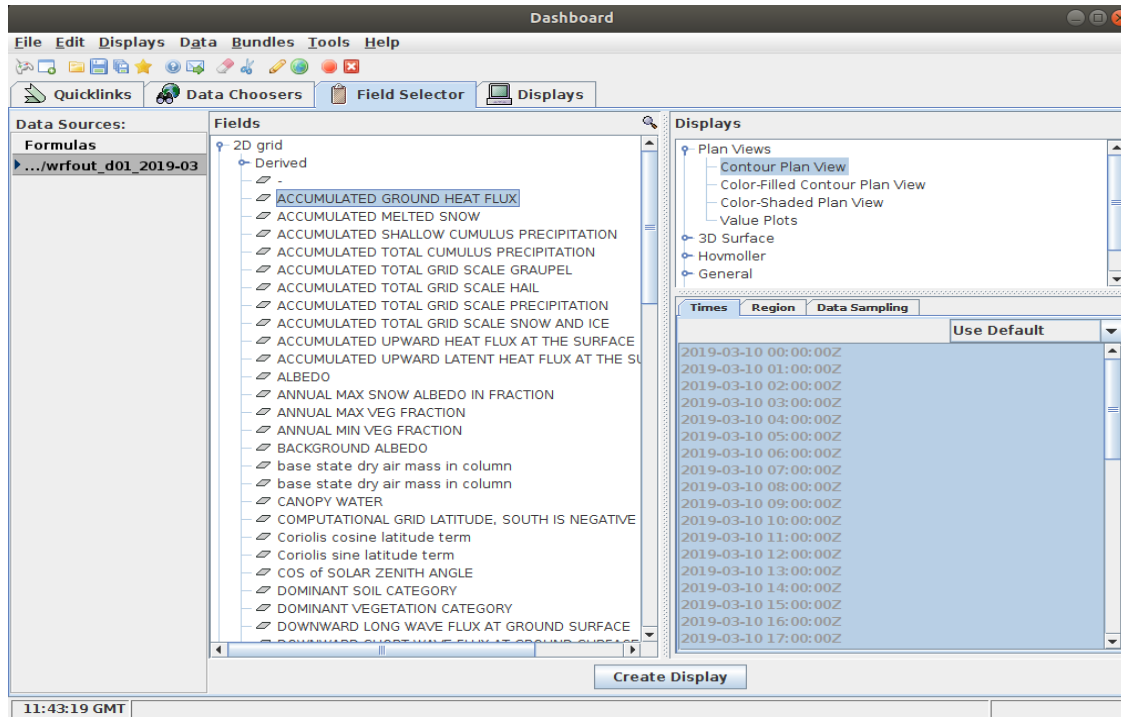 Dashboard
File Edit Displays Data Bundles Tools Help
Quicklinks Data Choosers Field Selector Displays
Data Sources:
Formulas
.../wrfout_d01_2019-03
Fields
2D grid
Derived
-
ACCUMULATED GROUND HEAT FLUX
ACCUMULATED MELTED SNOW
ACCUMULATED SHALLOW CUMULUS PRECIPITATION
ACCUMULATED TOTAL CUMULUS PRECIPITATION
ACCUMULATED TOTAL GRID SCALE GRAUPEL
ACCUMULATED TOTAL GRID SCALE HAIL
ACCUMULATED TOTAL GRID SCALE PRECIPITATION
ACCUMULATED TOTAL GRID SCALE SNOW AND ICE
ACCUMULATED UPWARD HEAT FLUX AT THE SURFACE
ACCUMULATED UPWARD LATENT HEAT FLUX AT THE
ALBEDO
ANNUAL MAX SNOW ALBEDO IN FRACTION
ANNUAL MAX VEG FRACTION
ANNUAL MIN VEG FRACTION
BACKGROUND ALBEDO
base state dry air mass in column
base state dry air mass in column
CANOPY WATER
COMPUTATIONAL GRID LATITUDE, SOUTH IS NEGATIVE
Coriolis cosine latitude term
Coriolis sine latitude term
COS of SOLAR ZENITH ANGLE
DOMINANT SOIL CATEGORY
DOMINANT VEGETATION CATEGORY
DOWNWARD LONG WAVE FLUX AT GROUND SURFACE
Displays
Plan Views
Contour Plan View
Color-Filled Contour Plan View
Color-Shaded Plan View
Value Plots
3D Surface
Hovmoller
General
Times Region Data Sampling
Use Default
2019-03-10 00:00:00Z
2019-03-10 01:00:00Z
2019-03-10 02:00:00Z
2019-03-10 03:00:00Z
2019-03-10 04:00:00Z
2019-03-10 05:00:00Z
2019-03-10 06:00:00Z
2019-03-10 07:00:00Z
2019-03-10 08:00:00Z
2019-03-10 09:00:00Z
2019-03-10 10:00:00Z
2019-03-10 11:00:00Z
2019-03-10 12:00:00Z
2019-03-10 13:00:00Z
2019-03-10 14:00:00Z
2019-03-10 15:00:00Z
2019-03-10 16:00:00Z
2019-03-10 17:00:00Z
Create Display
11:43:19 GMT